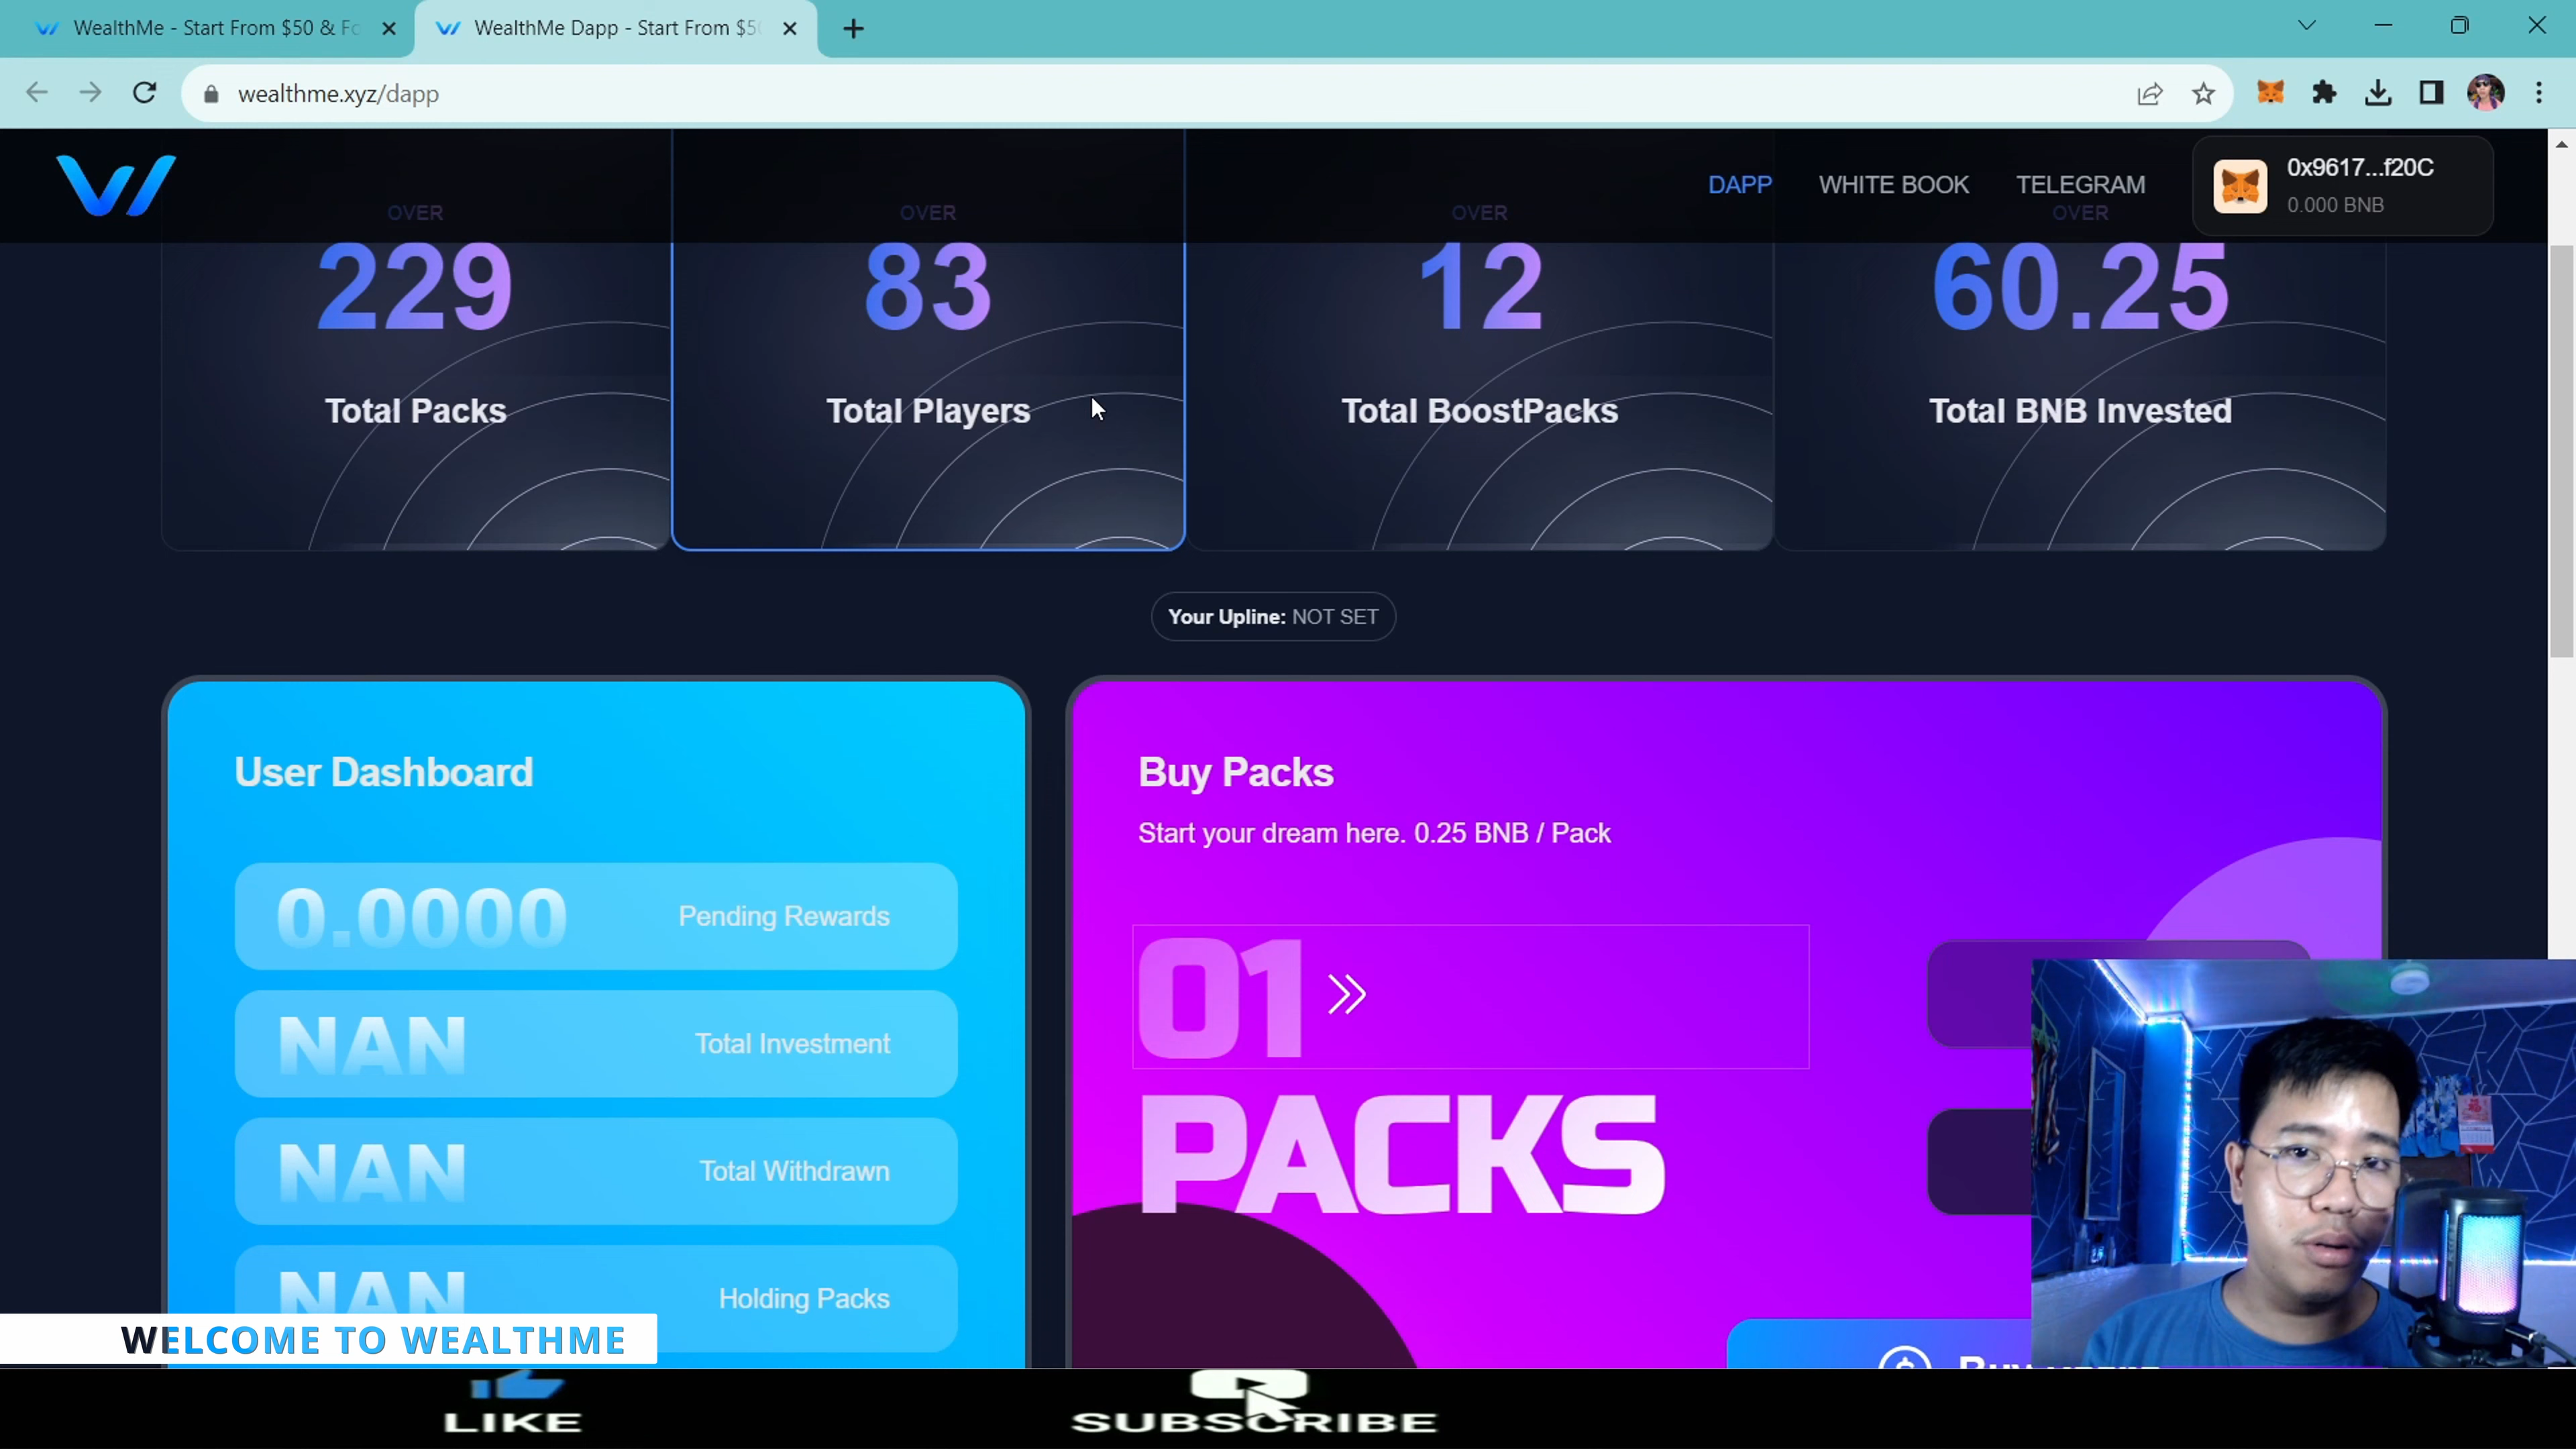 WealthMe - Start From $50 & Fo
WealthMe Dapp - Start From $50
wealthme.xyz/dapp
DAPP
WHITE BOOK
TELEGRAM
0x9617...f20C
0.000 BNB
OVER
229
Total Packs
OVER
83
Total Players
OVER
12
Total BoostPacks
OVER
60.25
Total BNB Invested
Your Upline: NOT SET
User Dashboard
0.0000 Pending Rewards
NAN Total Investment
NAN Total Withdrawn
NAN Holding Packs
Buy Packs
Start your dream here. 0.25 BNB / Pack
01
PACKS
WELCOME TO WEALTHME
LIKE
SUBSCRIBE